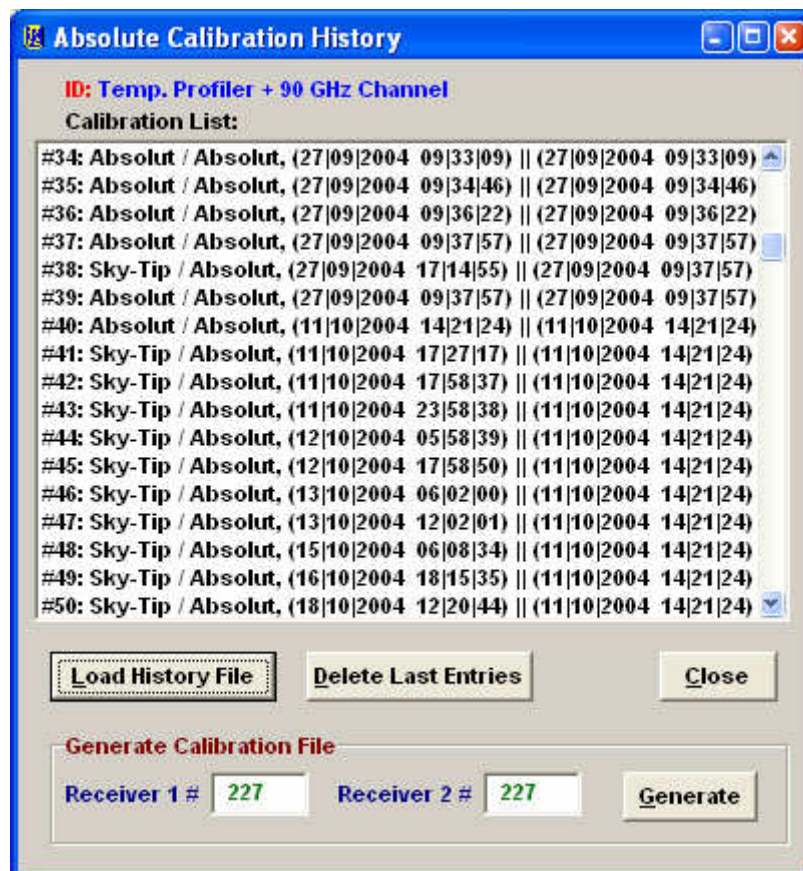 Absolute Calibration History
ID: Temp. Profiler + 90 GHz Channel
Calibration List:
#34: Absolut / Absolut, (27|09|2004 09|33|09) || (27|09|2004 09|33|09)
#35: Absolut / Absolut, (27|09|2004 09|34|46) || (27|09|2004 09|34|46)
#36: Absolut / Absolut, (27|09|2004 09|36|22) || (27|09|2004 09|36|22)
#37: Absolut / Absolut, (27|09|2004 09|37|57) || (27|09|2004 09|37|57)
#38: Sky-Tip / Absolut, (27|09|2004 17|14|55) || (27|09|2004 09|37|57)
#39: Absolut / Absolut, (27|09|2004 09|37|57) || (27|09|2004 09|37|57)
#40: Absolut / Absolut, (11|10|2004 14|21|24) || (11|10|2004 14|21|24)
#41: Sky-Tip / Absolut, (11|10|2004 17|27|17) || (11|10|2004 14|21|24)
#42: Sky-Tip / Absolut, (11|10|2004 17|58|37) || (11|10|2004 14|21|24)
#43: Sky-Tip / Absolut, (11|10|2004 23|58|38) || (11|10|2004 14|21|24)
#44: Sky-Tip / Absolut, (12|10|2004 05|58|39) || (11|10|2004 14|21|24)
#45: Sky-Tip / Absolut, (12|10|2004 17|58|50) || (11|10|2004 14|21|24)
#46: Sky-Tip / Absolut, (13|10|2004 06|02|00) || (11|10|2004 14|21|24)
#47: Sky-Tip / Absolut, (13|10|2004 12|02|01) || (11|10|2004 14|21|24)
#48: Sky-Tip / Absolut, (15|10|2004 06|08|34) || (11|10|2004 14|21|24)
#49: Sky-Tip / Absolut, (16|10|2004 18|15|35) || (11|10|2004 14|21|24)
#50: Sky-Tip / Absolut, (18|10|2004 12|20|44) || (11|10|2004 14|21|24)
Load History File Delete Last Entries Close
Generate Calibration File
Receiver 1 # 227 Receiver 2 # 227 Generate